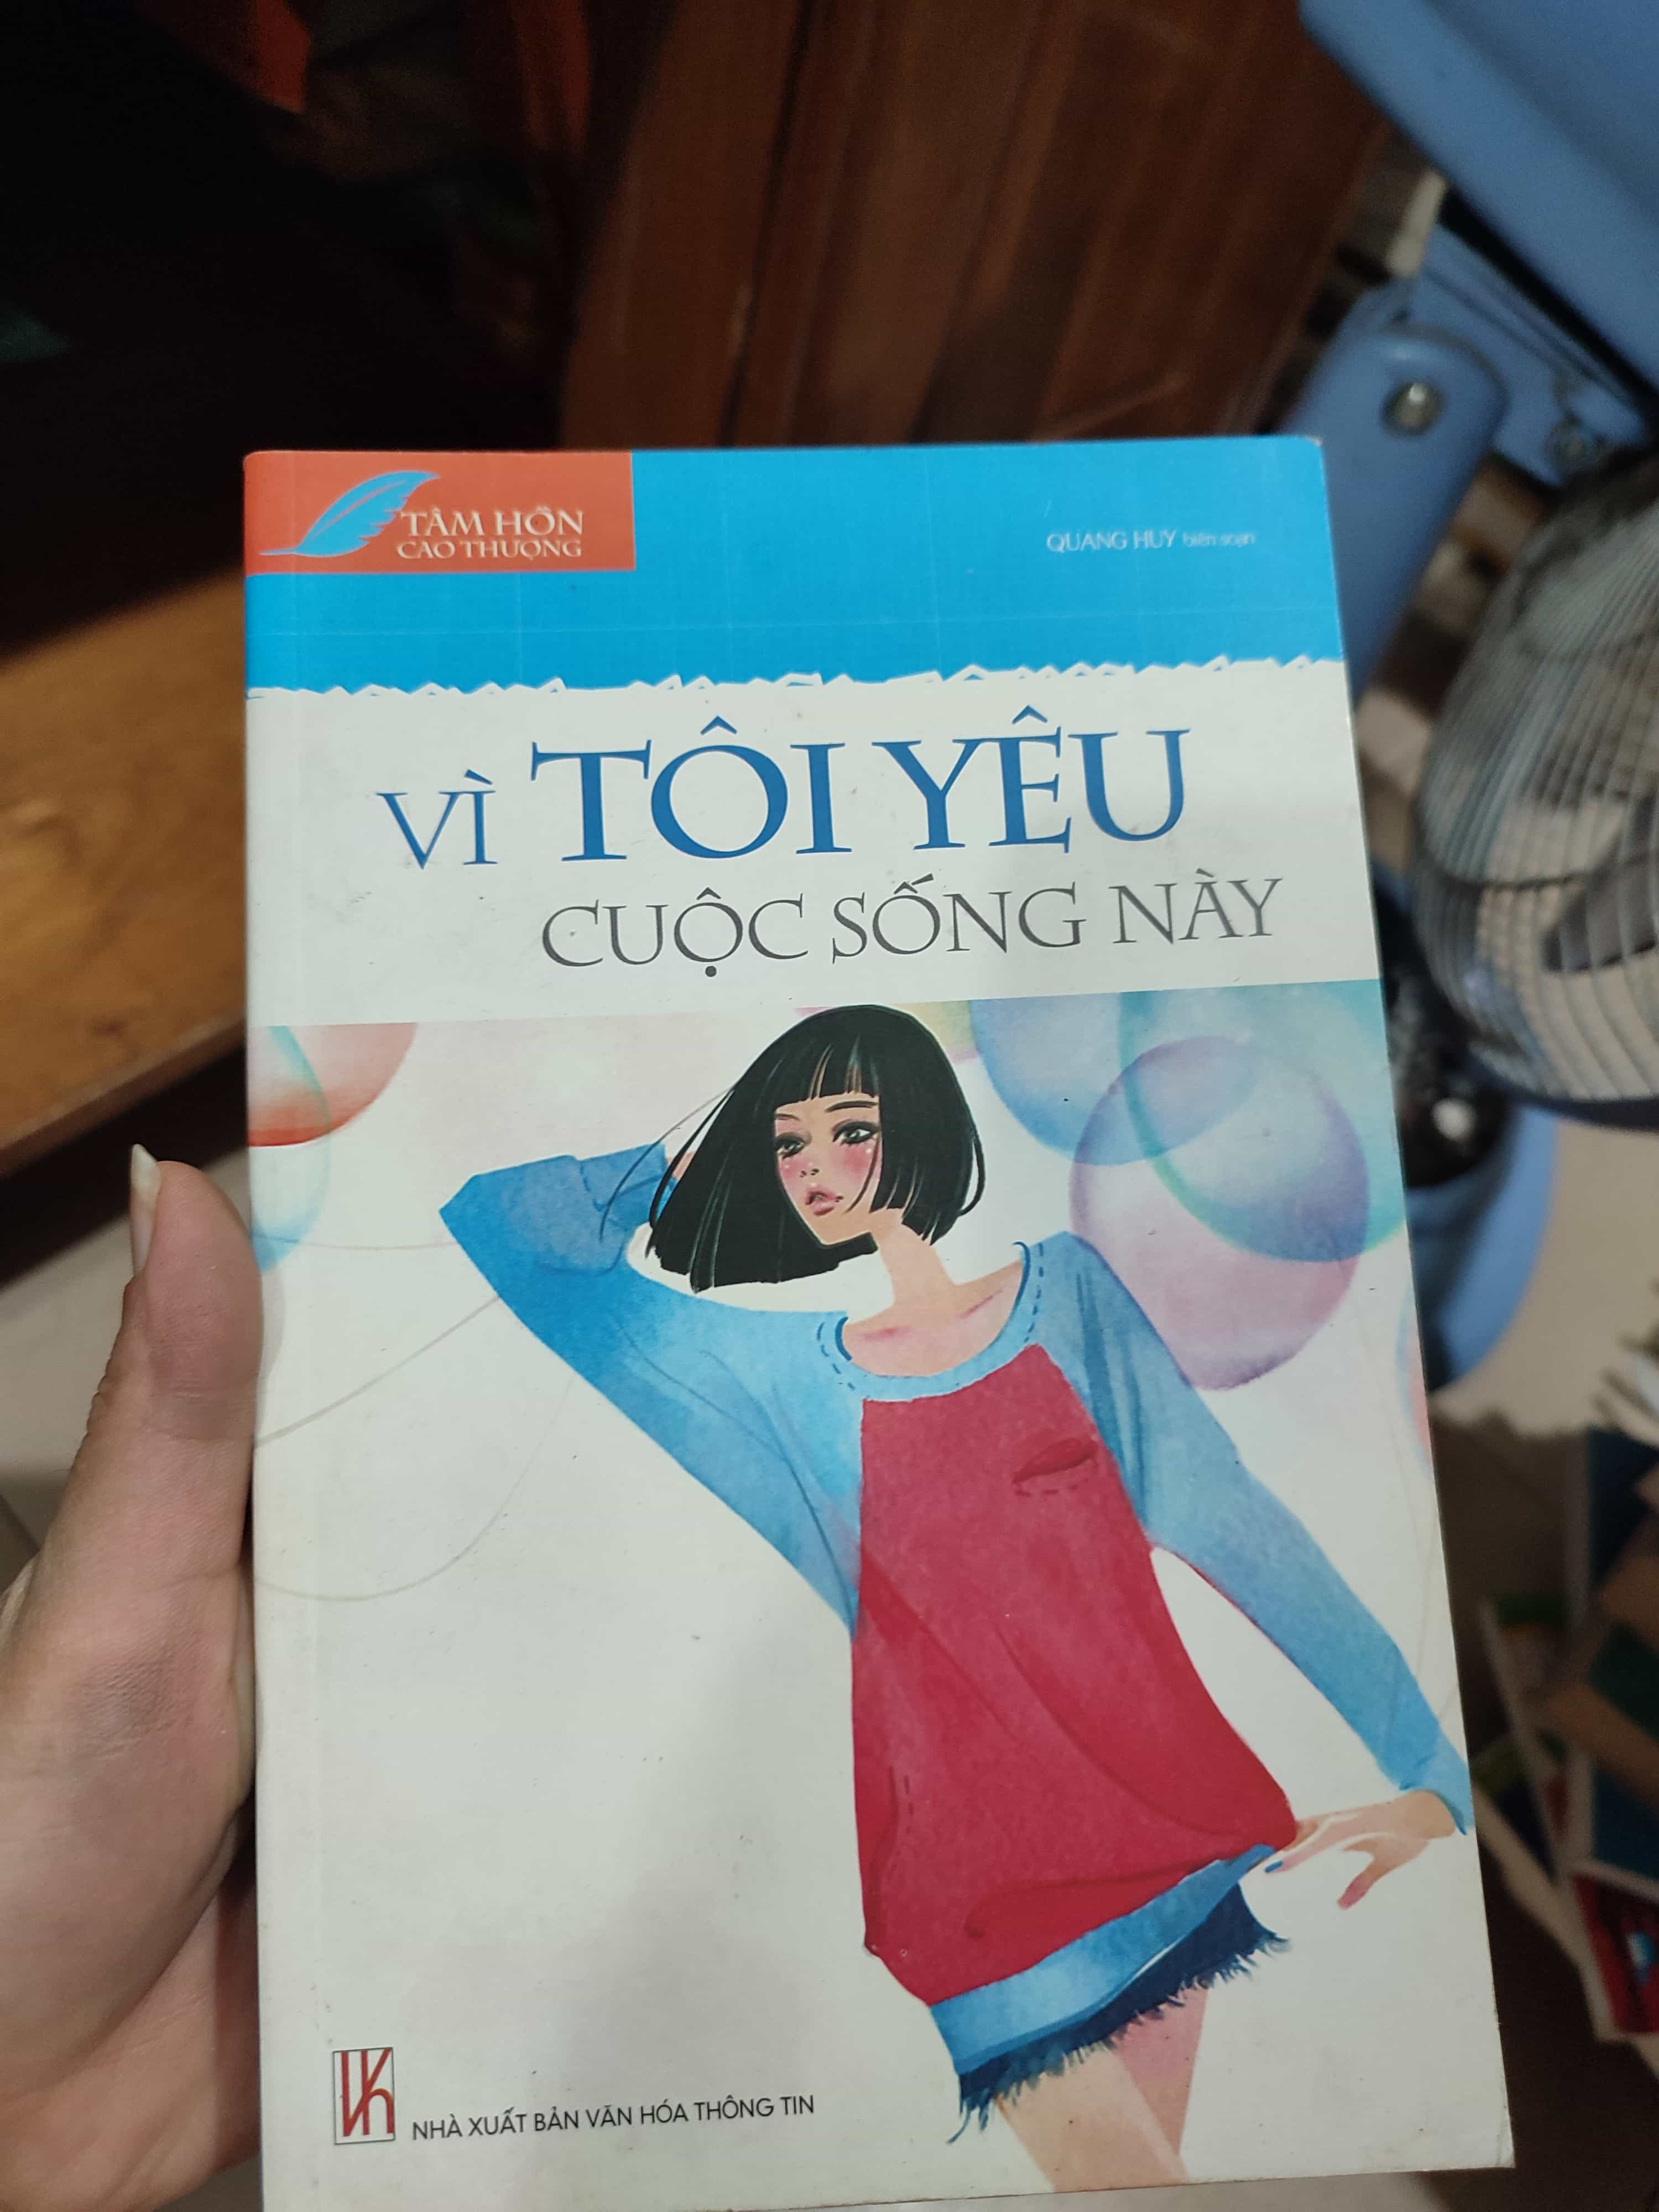 TÂM HỒN
CAO THƯỢNG
QUANG HUY biên soạn
VÌ TÔI YÊU
CUỘC SỐNG NÀY
NHÀ XUẤT BẢN VĂN HÓA THÔNG TIN